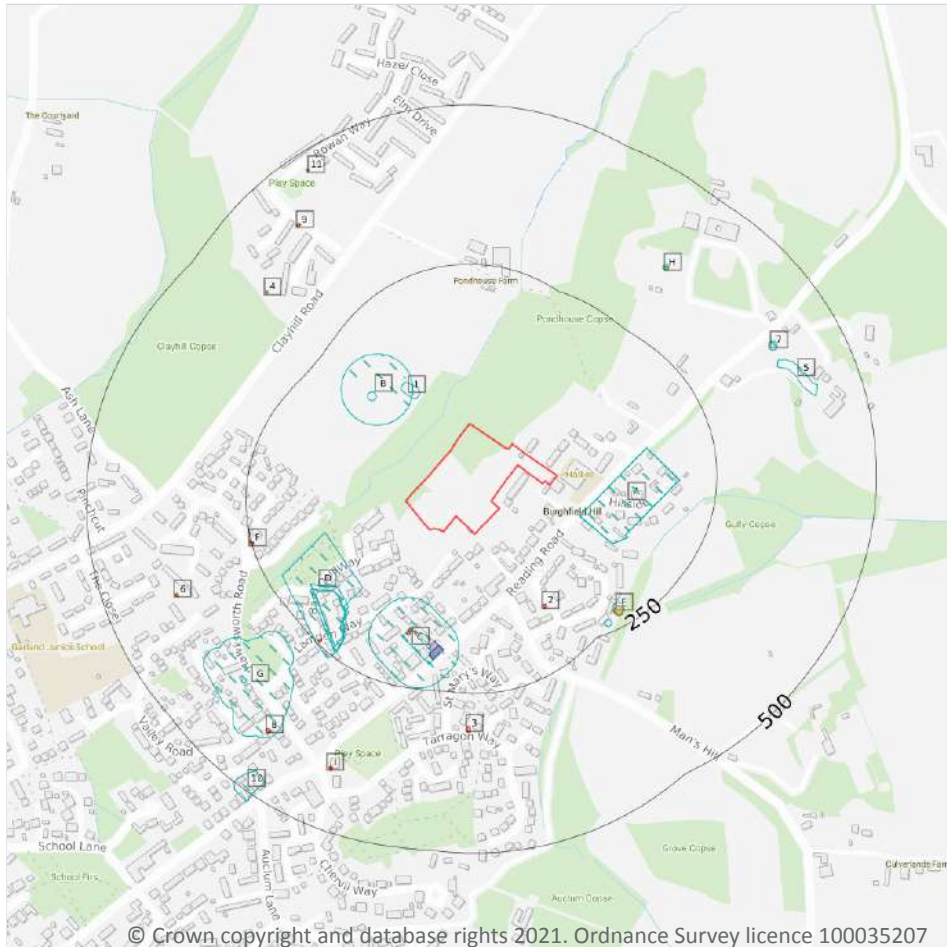 Hazel Close
Elm Drive
The Courtyard
Rowan Way
11
Play Space
9
H
Pondhouse Farm
4
Clayhill Road
Pondhouse Copse
7
Clayhill Copse
5
B
1
Ash Lane
A
Burghfield Hill
Pinchcut
Gully Copse
F
Reading Road
D
The Close
6
2
E
250
C
Garland Junior School
G
St Mary's Way
500
8
3
Valley Road
Tarragon Way
Man's Hill
I
Play Space
10
School Lane
Grove Copse
Culverlands Farm
School Firs
Auclum Lane
Chervil Way
Auclum Copse
© Crown copyright and database rights 2021. Ordnance Survey licence 100035207